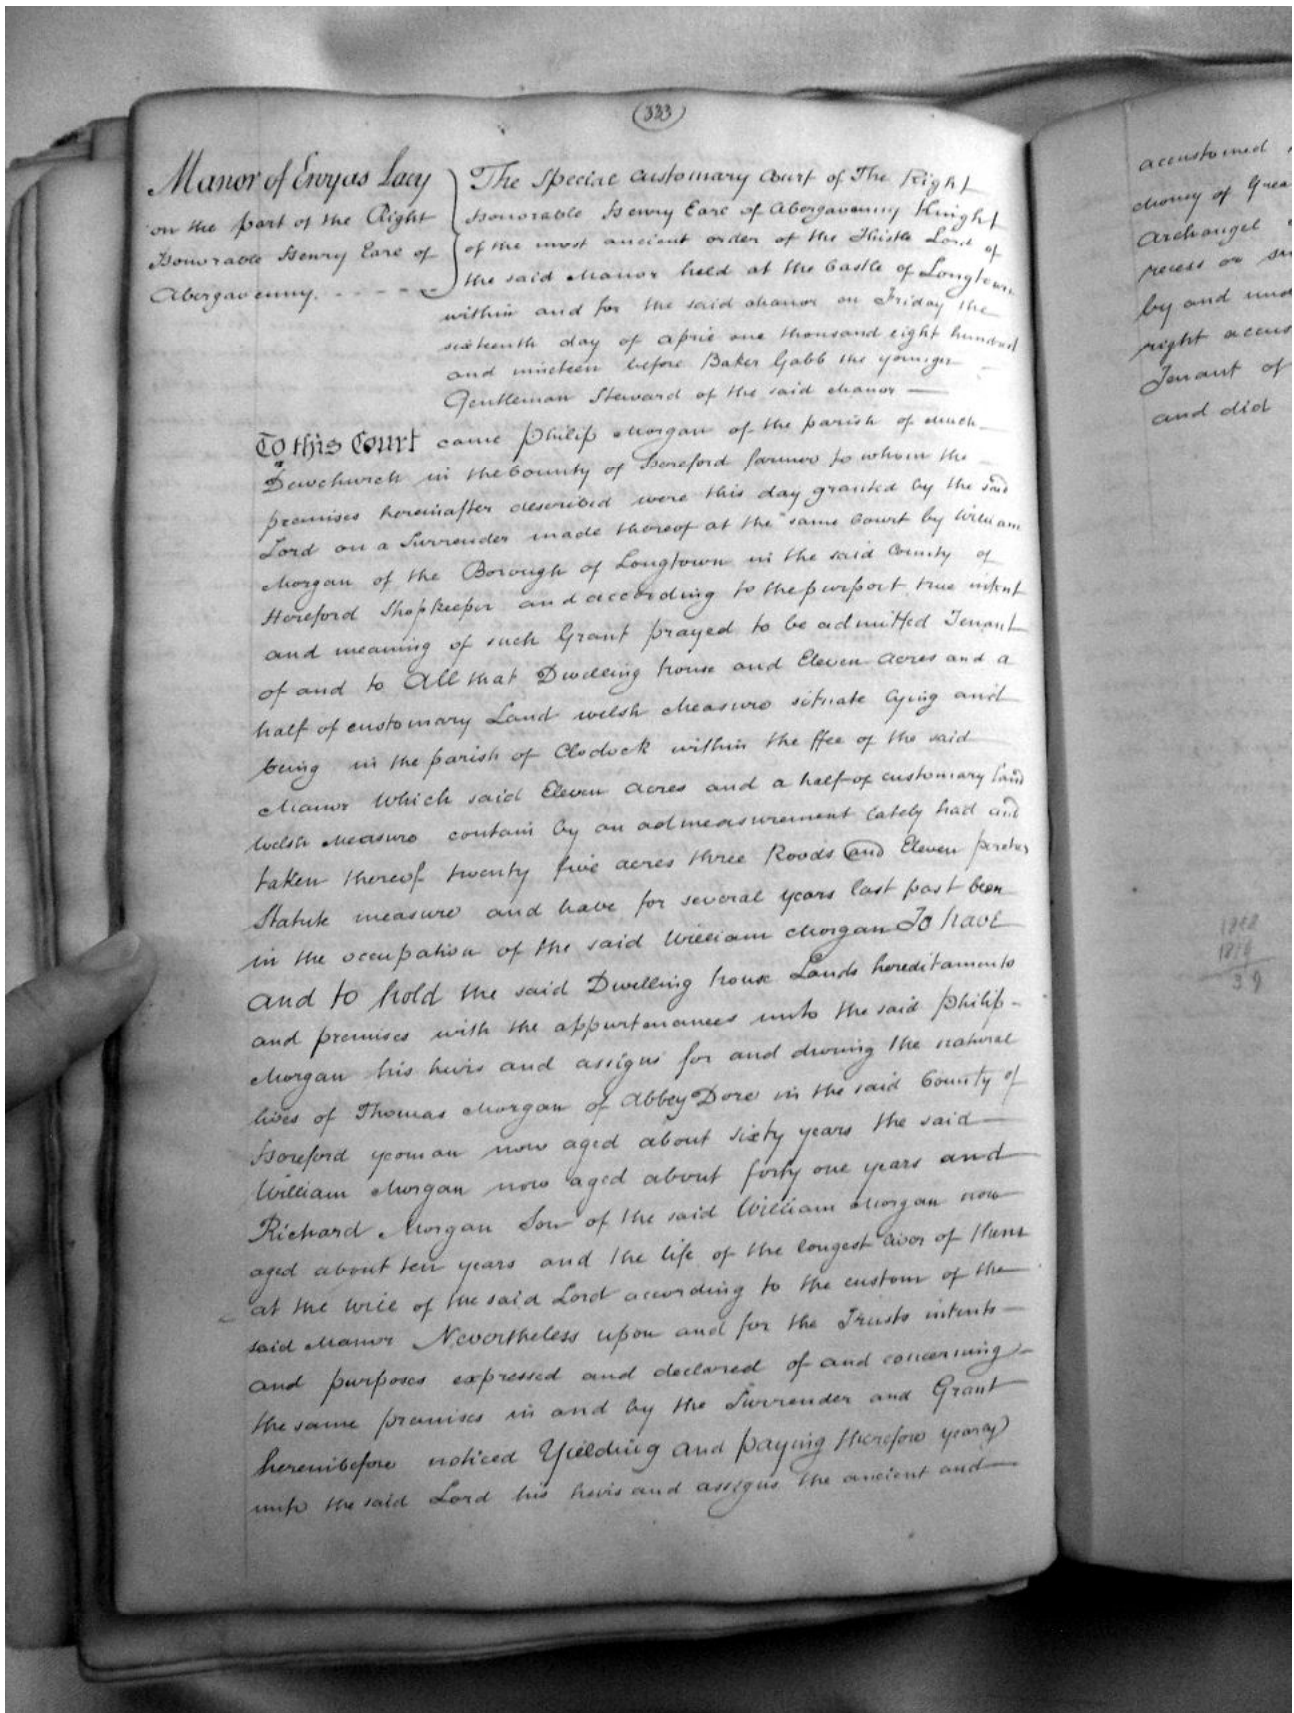 (333)
Manor of Ewyas Lacy
on the part of the Right
Honorable Henry Earl of
Abergavenny.
The Special Customary Court of The Right
Honorable Henry Earl of Abergavenny Knight
of the most ancient order of the Thistle Lord of
the said Manor held at the Castle of Longtown
within and for the said Manor on Friday the
sixteenth day of April one thousand eight hundred
and nineteen before Baker Gabb the younger
Gentleman Steward of the said Manor —
To this Court came Philip Morgan of the parish of Much
Dewchurch in the County of Hereford farmer to whom the
premises hereinafter described were this day granted by the said
Lord on a Surrender made thereof at the same Court by William
Morgan of the Borough of Longtown in the said County of
Hereford Shopkeeper and according to the purport true intent
and meaning of such Grant prayed to be admitted Tenant
of and to All that Dwelling house and Eleven acres and a
half of customary Land welsh Measure situate lying and
being in the parish of Clodock within the ffee of the said
Manor Which said Eleven acres and a half of customary land
Welsh Measure contain by an admeasurement lately had and
taken thereof twenty five acres three Roods and Eleven perches
Statute measure and have for several years last past been
in the occupation of the said William Morgan To have
and to hold the said Dwelling house Lands hereditaments
and premises with the appurtenances unto the said Philip
Morgan his heirs and assigns for and during the natural
lives of Thomas Morgan of Abbey Dore in the said County of
Hereford yeoman now aged about sixty years the said
William Morgan now aged about forty one years and
Richard Morgan Son of the said William Morgan now
aged about ten years and the life of the longest liver of them
at the will of the said Lord according to the custom of the
said Manor Nevertheless upon and for the Trusts intents
and purposes expressed and declared of and concerning
the same premises in and by the Surrender and Grant
hereinbefore noticed Yielding and paying therefore yearly
unto the said Lord his heirs and assigns the ancient and
accustomed
money of Grea
Archangel
recess or su
by and und
right accus
Tenant of
and did
39